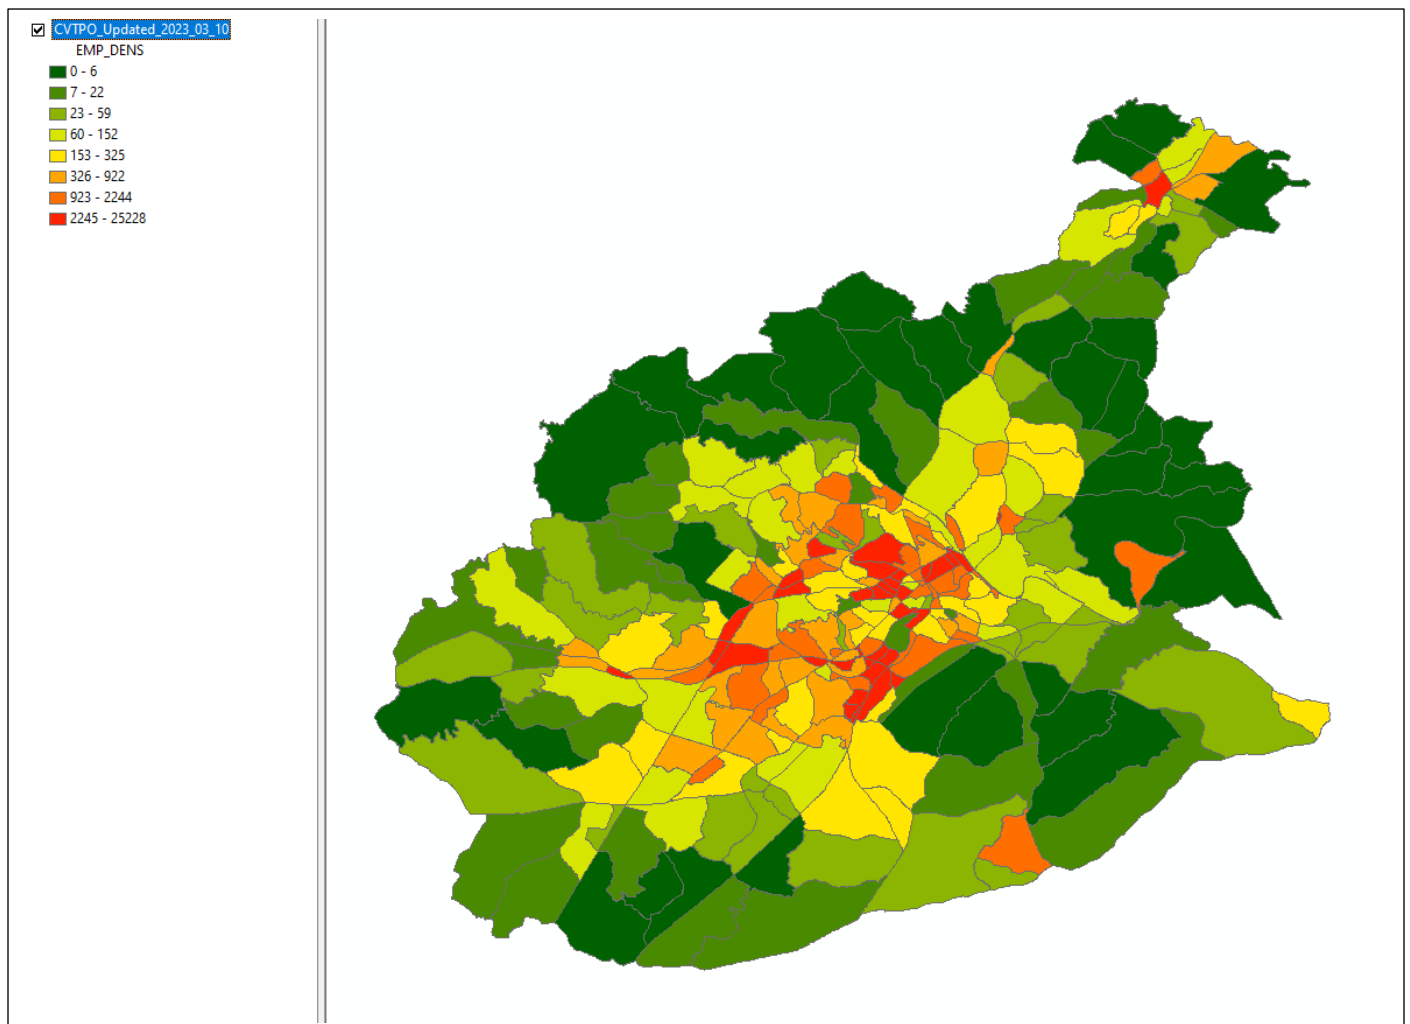 CVTPO_Updated_2023_03_10
EMP_DENS
0 - 6
7 - 22
23 - 59
60 - 152
153 - 325
326 - 922
923 - 2244
2245 - 25228